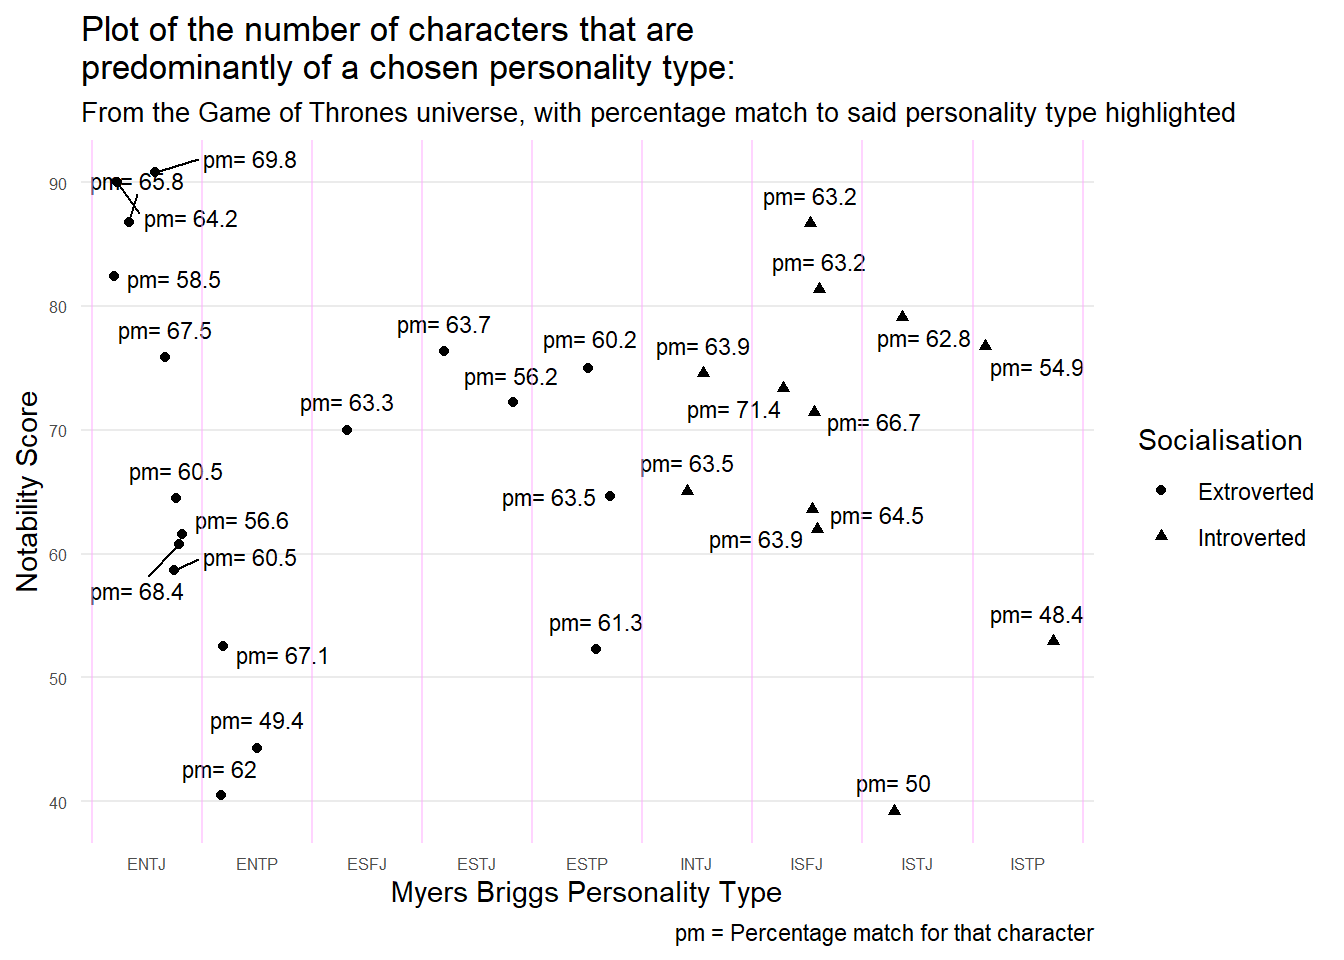 Plot of the number of characters that are
predominantly of a chosen personality type:
From the Game of Thrones universe, with percentage match to said personality type highlighted
pm= 69.8
pm= 65.8
pm= 64.2
pm= 58.5
pm= 67.5
pm= 60.5
pm= 56.6
pm= 60.5
pm= 68.4
pm= 67.1
pm= 49.4
pm= 62
pm= 63.3
pm= 63.7
pm= 56.2
pm= 60.2
pm= 63.5
pm= 61.3
pm= 63.9
pm= 63.5
pm= 63.2
pm= 63.2
pm= 71.4
pm= 66.7
pm= 64.5
pm= 63.9
pm= 62.8
pm= 50
pm= 54.9
pm= 48.4
90
80
70
60
50
40
Notability Score
ENTJ
ENTP
ESFJ
ESTJ
ESTP
INTJ
ISFJ
ISTJ
ISTP
Myers Briggs Personality Type
Socialisation
Extroverted
Introverted
pm = Percentage match for that character